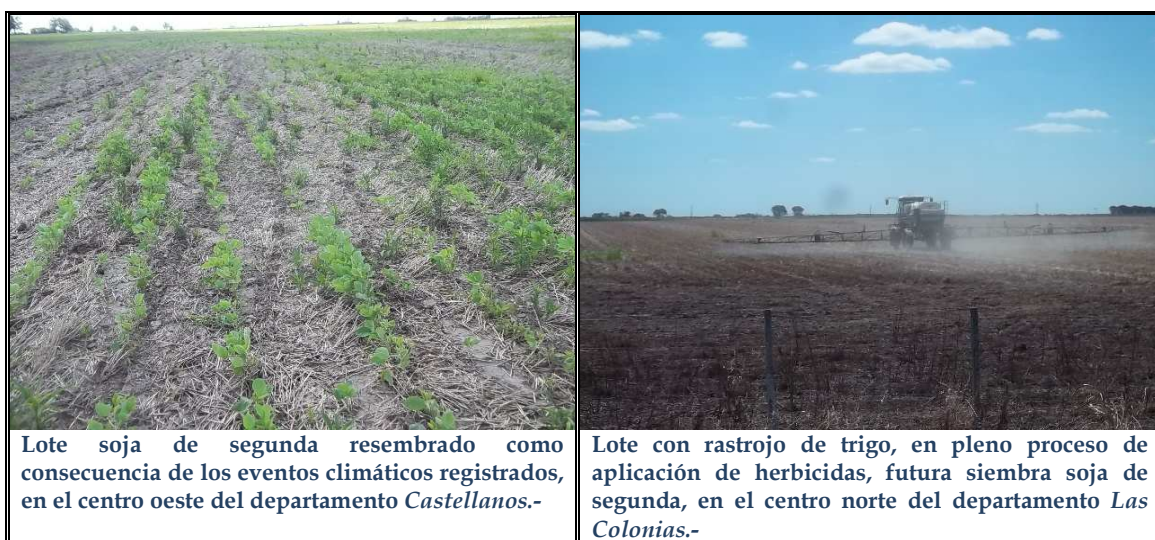 Lote soja de segunda resembrado como
consecuencia de los eventos climáticos registrados,
en el centro oeste del departamento Castellanos.-
Lote con rastrojo de trigo, en pleno proceso de
aplicación de herbicidas, futura siembra soja de
segunda, en el centro norte del departamento Las
Colonias.-